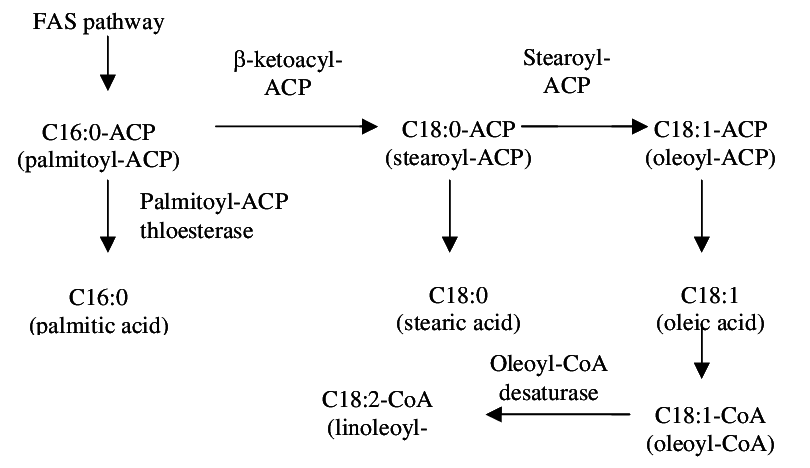 FAS pathway
β-ketoacyl-
ACP
Stearoyl-
ACP
C16:0-ACP
(palmitoyl-ACP)
C18:0-ACP
(stearoyl-ACP)
C18:1-ACP
(oleoyl-ACP)
Palmitoyl-ACP
thloesterase
C16:0
(palmitic acid)
C18:0
(stearic acid)
C18:1
(oleic acid)
Oleoyl-CoA
desaturase
C18:2-CoA
(linoleoyl-
C18:1-CoA
(oleoyl-CoA)